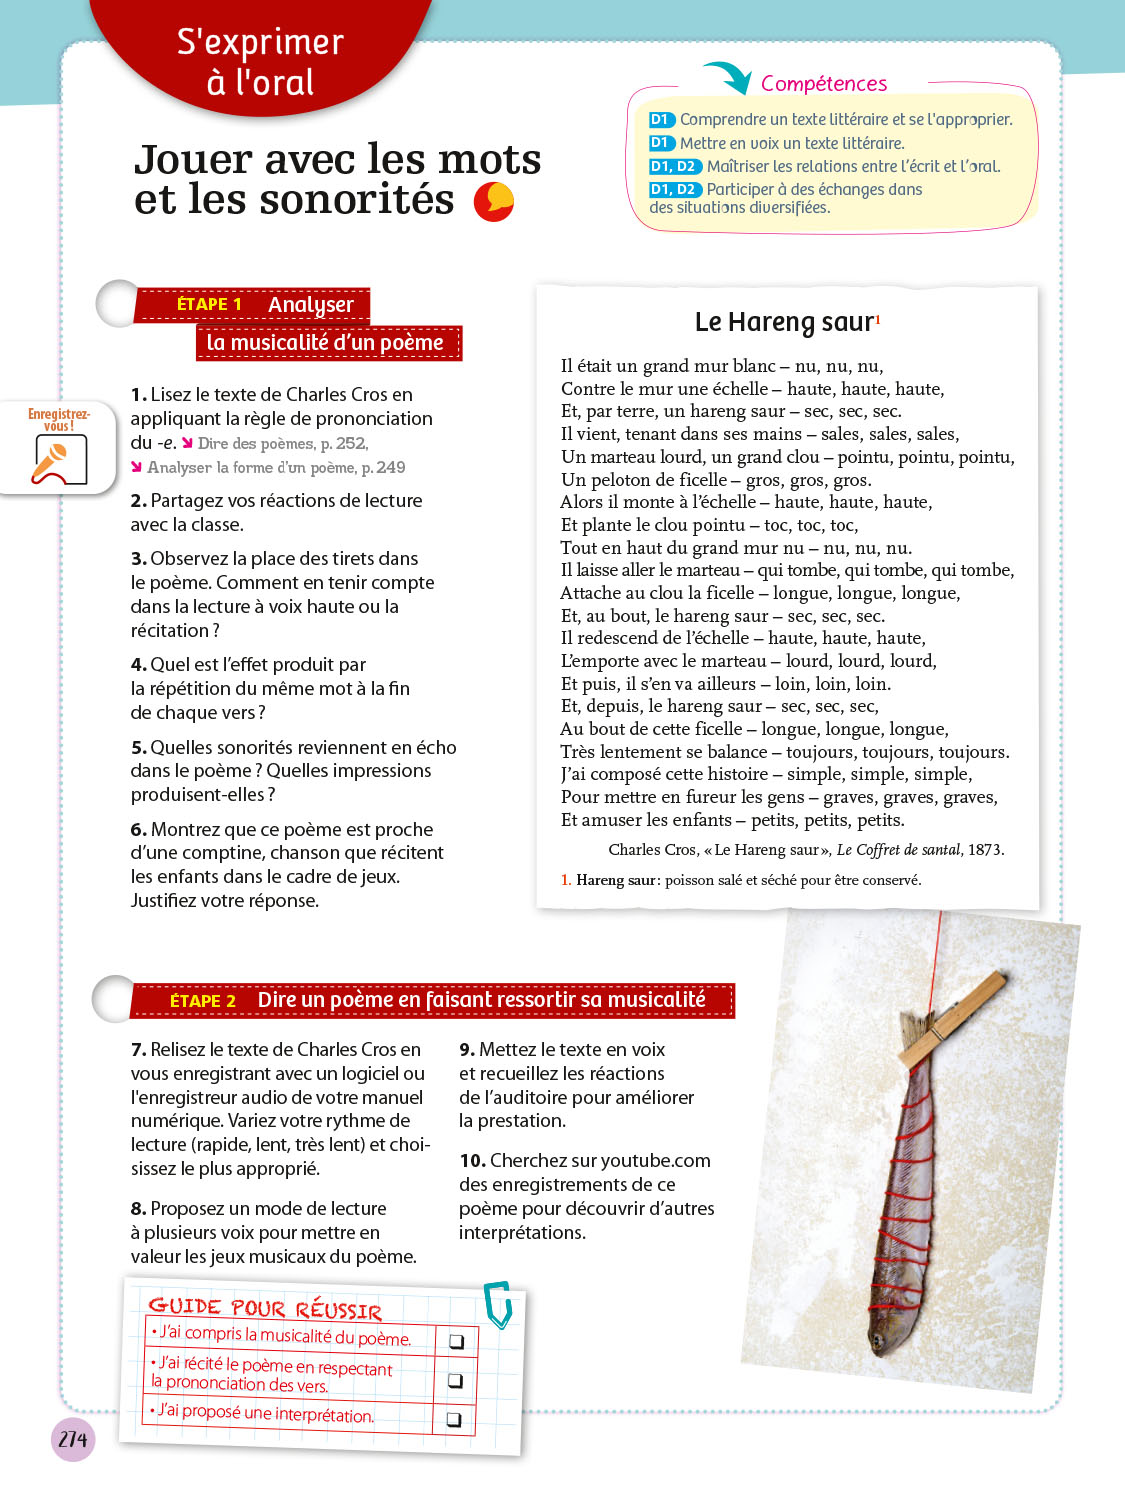 S'exprimer
à l'oral
Jouer avec les mots
et les sonorités
Compétences
D1 Comprendre un texte littéraire et se l'approprier.
D1 Mettre en voix un texte littéraire.
D1, D2 Maîtriser les relations entre l'écrit et l'oral.
D1, D2 Participer à des échanges dans
des situations diversifiées.
ÉTAPE 1 Analyser
la musicalité d'un poème
Enregistrez-
vous !
1. Lisez le texte de Charles Cros en
appliquant la règle de prononciation
du -e. ➘ Dire des poèmes, p. 252,
➘ Analyser la forme d'un poème, p. 249
2. Partagez vos réactions de lecture
avec la classe.
3. Observez la place des tirets dans
le poème. Comment en tenir compte
dans la lecture à voix haute ou la
récitation ?
4. Quel est l'effet produit par
la répétition du même mot à la fin
de chaque vers ?
5. Quelles sonorités reviennent en écho
dans le poème ? Quelles impressions
produisent-elles ?
6. Montrez que ce poème est proche
d'une comptine, chanson que récitent
les enfants dans le cadre de jeux.
Justifiez votre réponse.
Le Hareng saur1
Il était un grand mur blanc – nu, nu, nu,
Contre le mur une échelle – haute, haute, haute,
Et, par terre, un hareng saur – sec, sec, sec.
Il vient, tenant dans ses mains – sales, sales, sales,
Un marteau lourd, un grand clou – pointu, pointu, pointu,
Un peloton de ficelle – gros, gros, gros.
Alors il monte à l'échelle – haute, haute, haute,
Et plante le clou pointu – toc, toc, toc,
Tout en haut du grand mur nu – nu, nu, nu.
Il laisse aller le marteau – qui tombe, qui tombe, qui tombe,
Attache au clou la ficelle – longue, longue, longue,
Et, au bout, le hareng saur – sec, sec, sec.
Il redescend de l'échelle – haute, haute, haute,
L'emporte avec le marteau – lourd, lourd, lourd,
Et puis, il s'en va ailleurs – loin, loin, loin.
Et, depuis, le hareng saur – sec, sec, sec,
Au bout de cette ficelle – longue, longue, longue,
Très lentement se balance – toujours, toujours, toujours.
J'ai composé cette histoire – simple, simple, simple,
Pour mettre en fureur les gens – graves, graves, graves,
Et amuser les enfants – petits, petits, petits.
Charles Cros, « Le Hareng saur », Le Coffret de santal, 1873.
1. Hareng saur : poisson salé et séché pour être conservé.
ÉTAPE 2 Dire un poème en faisant ressortir sa musicalité
7. Relisez le texte de Charles Cros en
vous enregistrant avec un logiciel ou
l'enregistreur audio de votre manuel
numérique. Variez votre rythme de
lecture (rapide, lent, très lent) et choi-
sissez le plus approprié.
8. Proposez un mode de lecture
à plusieurs voix pour mettre en
valeur les jeux musicaux du poème.
9. Mettez le texte en voix
et recueillez les réactions
de l'auditoire pour améliorer
la prestation.
10. Cherchez sur youtube.com
des enregistrements de ce
poème pour découvrir d'autres
interprétations.
GUIDE POUR RÉUSSIR
• J'ai compris la musicalité du poème. ❏
• J'ai récité le poème en respectant
la prononciation des vers. ❏
• J'ai proposé une interprétation. ❏
274